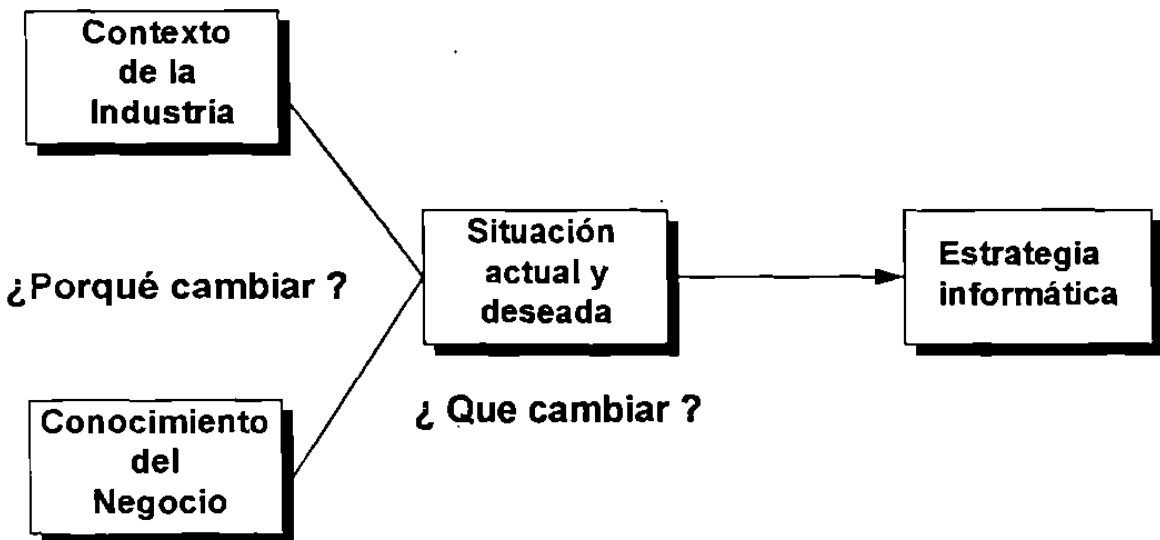 Contexto
de la
Industria
¿Porqué cambiar ?
Conocimiento
del
Negocio
Situación
actual y
deseada
¿ Que cambiar ?
Estrategia
informática